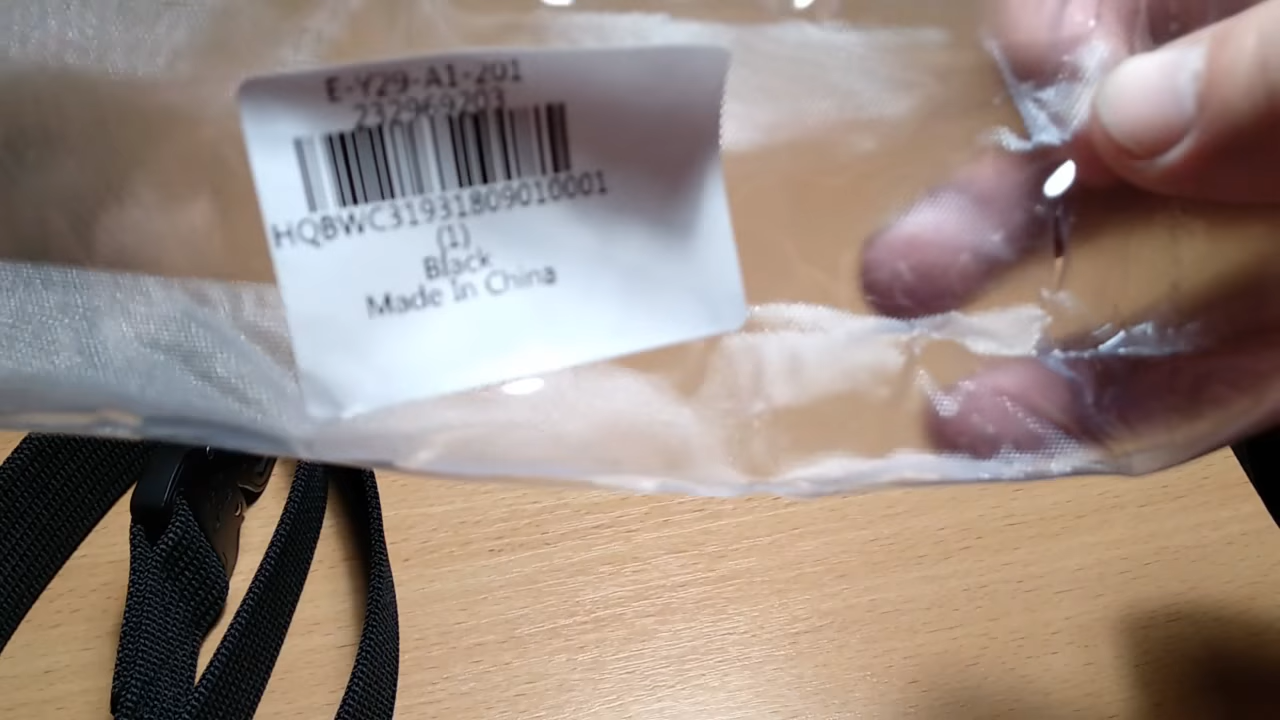 E-Y29-A1-201
232969203
HQBWC31931809010001
(1)
Black
Made In China